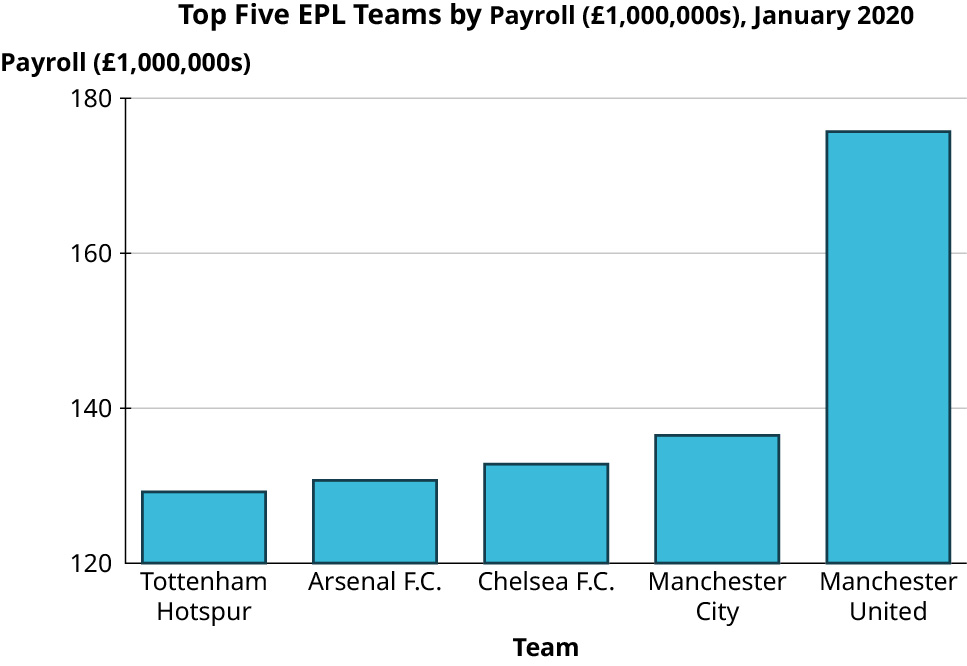 Top Five EPL Teams by Payroll (£1,000,000s), January 2020
Payroll (£1,000,000s)
180
160
140
120
Tottenham Hotspur
Arsenal F.C.
Chelsea F.C.
Manchester City
Manchester United
Team